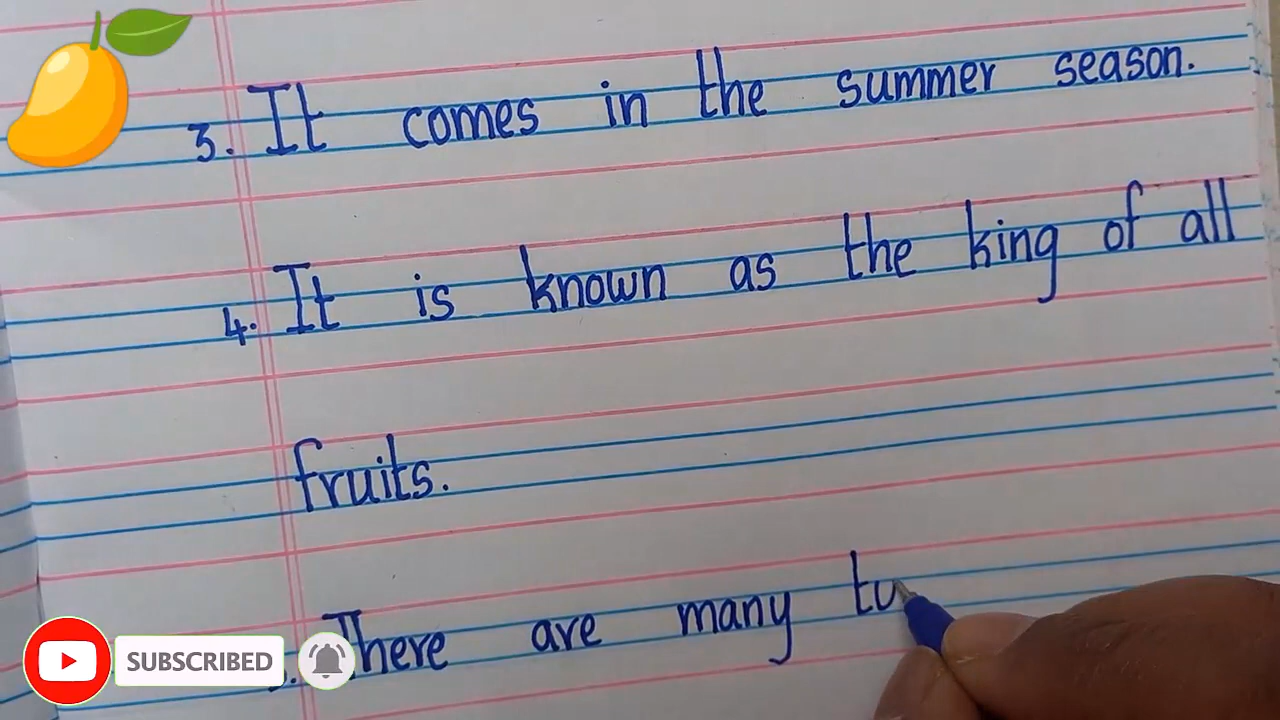 3. It comes in the summer season.
4. It is known as the king of all
fruits.
There are many
SUBSCRIBED